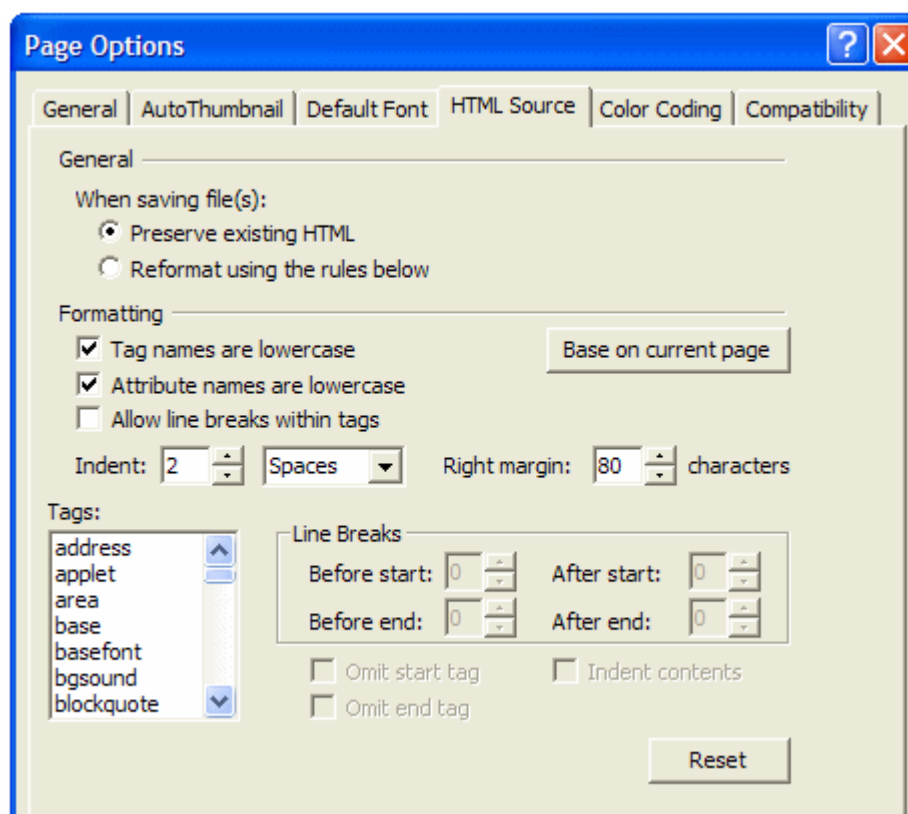 Page Options
General AutoThumbnail Default Font HTML Source Color Coding Compatibility
General
When saving file(s):
Preserve existing HTML
Reformat using the rules below
Formatting
Tag names are lowercase
Base on current page
Attribute names are lowercase
Allow line breaks within tags
Indent: 2 Spaces Right margin: 80 characters
Tags:
address
applet
area
base
basefont
bgsound
blockquote
Line Breaks
Before start: 0 After start: 0
Before end: 0 After end: 0
Omit start tag Indent contents
Omit end tag
Reset